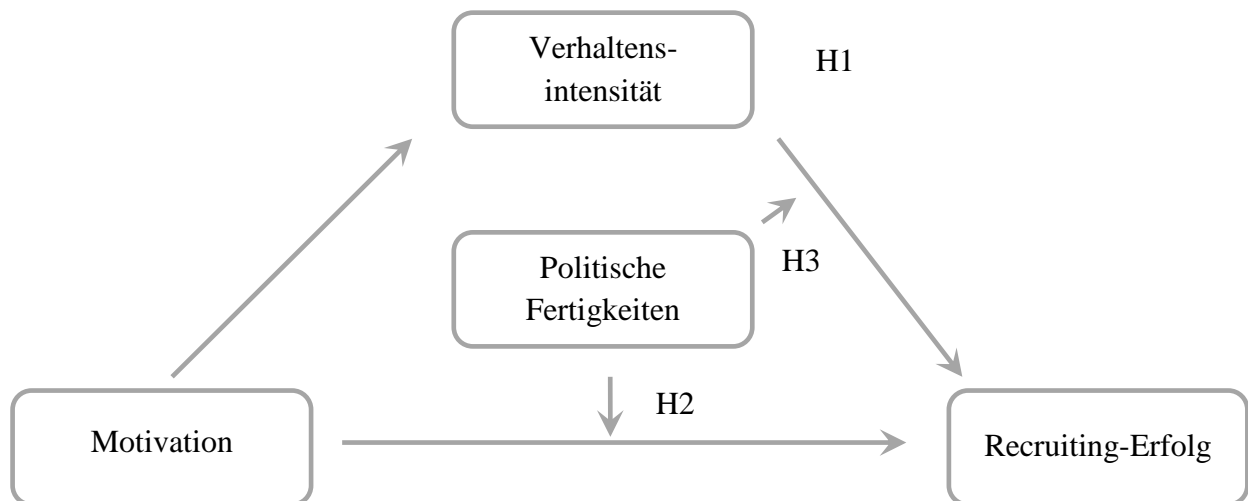 Verhaltens-
intensität
H1
Politische
Fertigkeiten
H3
H2
Motivation
Recruiting-Erfolg